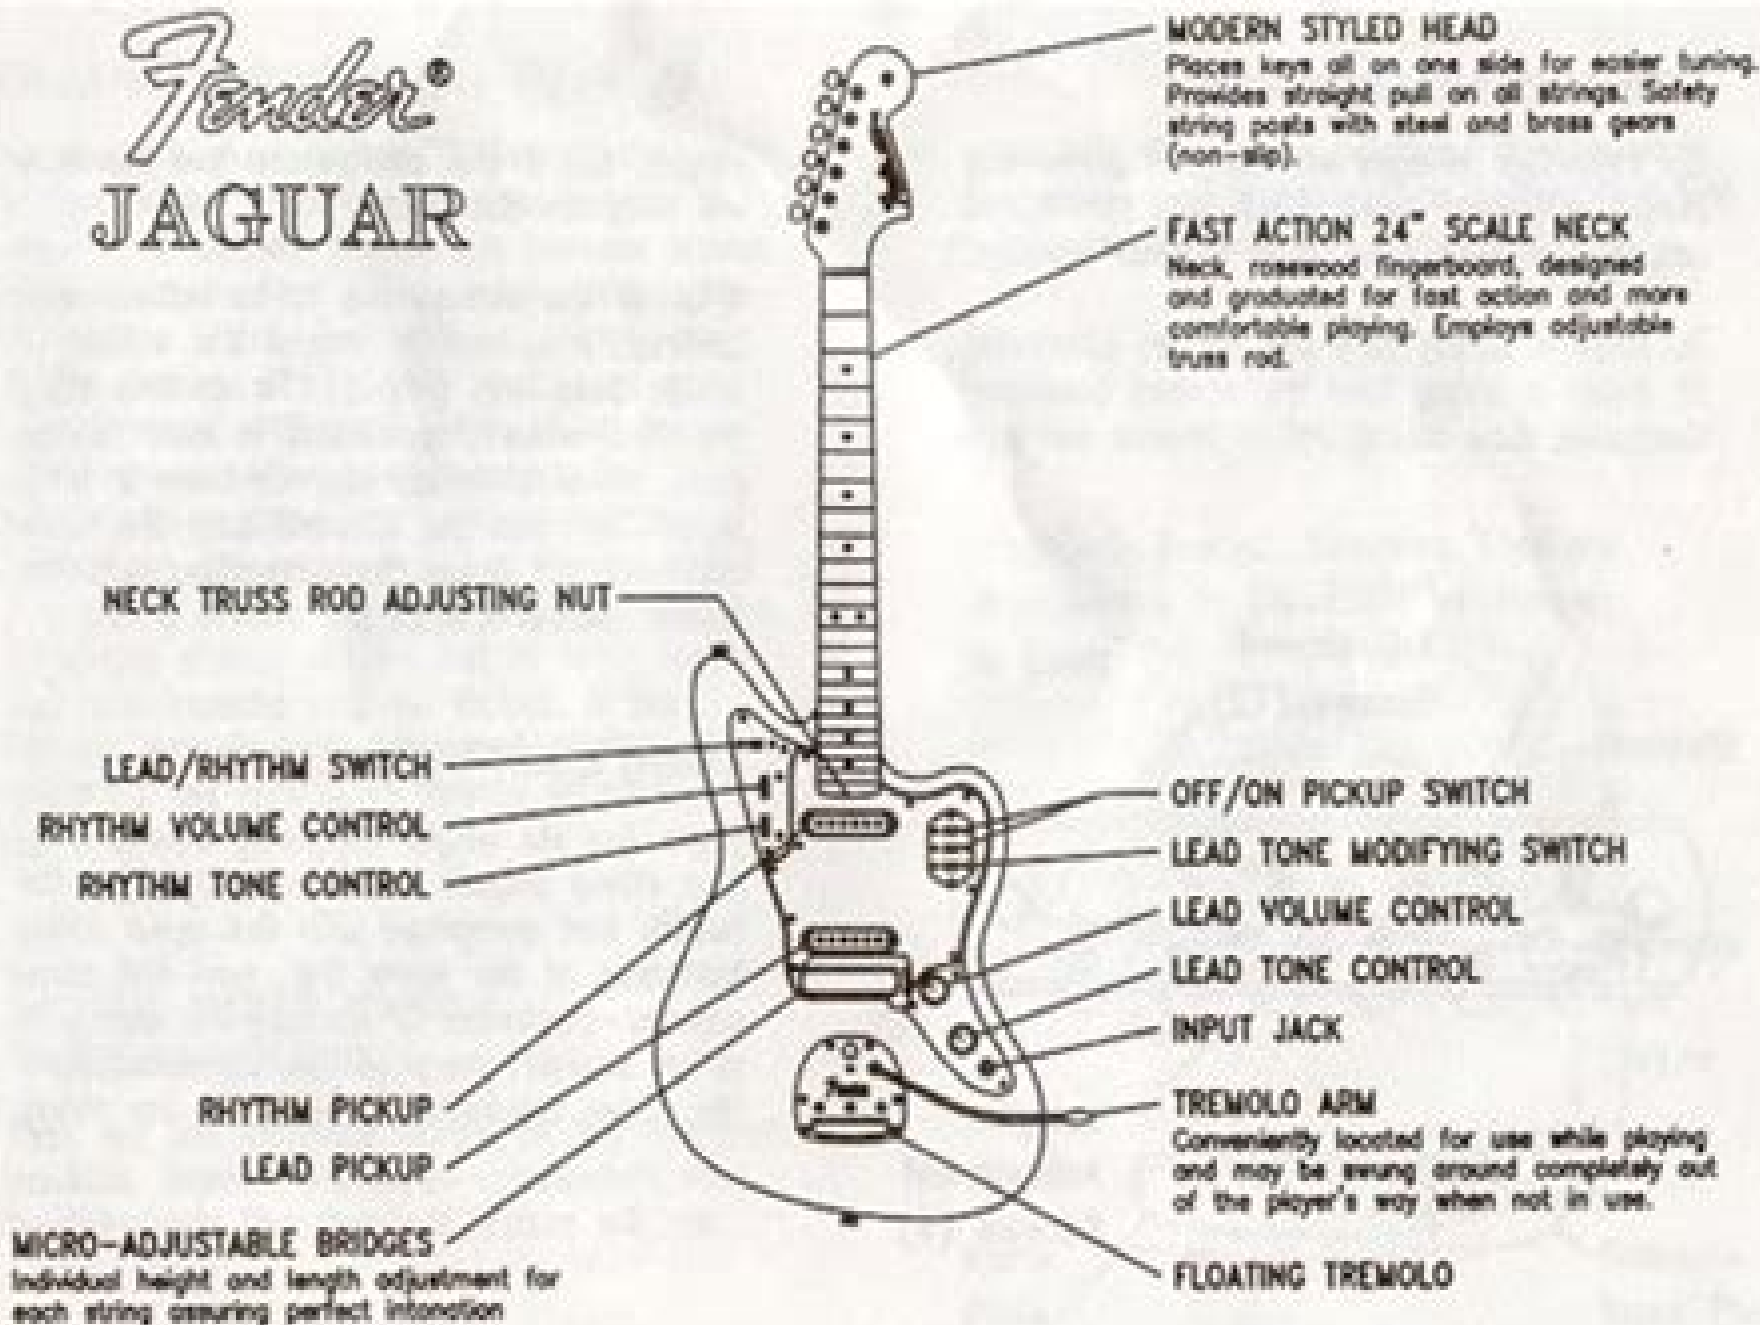 Fender®
JAGUAR
MODERN STYLED HEAD
Places keys all on one side for easier tuning.
Provides straight pull on all strings. Safety
string posts with steel and brass gears
(non-slip).
FAST ACTION 24" SCALE NECK
Neck, rosewood fingerboard, designed
and graduated for fast action and more
comfortable playing. Employs adjustable
truss rod.
NECK TRUSS ROD ADJUSTING NUT
LEAD/RHYTHM SWITCH
RHYTHM VOLUME CONTROL
RHYTHM TONE CONTROL
OFF/ON PICKUP SWITCH
LEAD TONE MODIFYING SWITCH
LEAD VOLUME CONTROL
LEAD TONE CONTROL
INPUT JACK
RHYTHM PICKUP
LEAD PICKUP
MICRO-ADJUSTABLE BRIDGES
Individual height and length adjustment for
each string assuring perfect intonation
TREMOLO ARM
Conveniently located for use while playing
and may be swung around completely out
of the player's way when not in use.
FLOATING TREMOLO
Fender